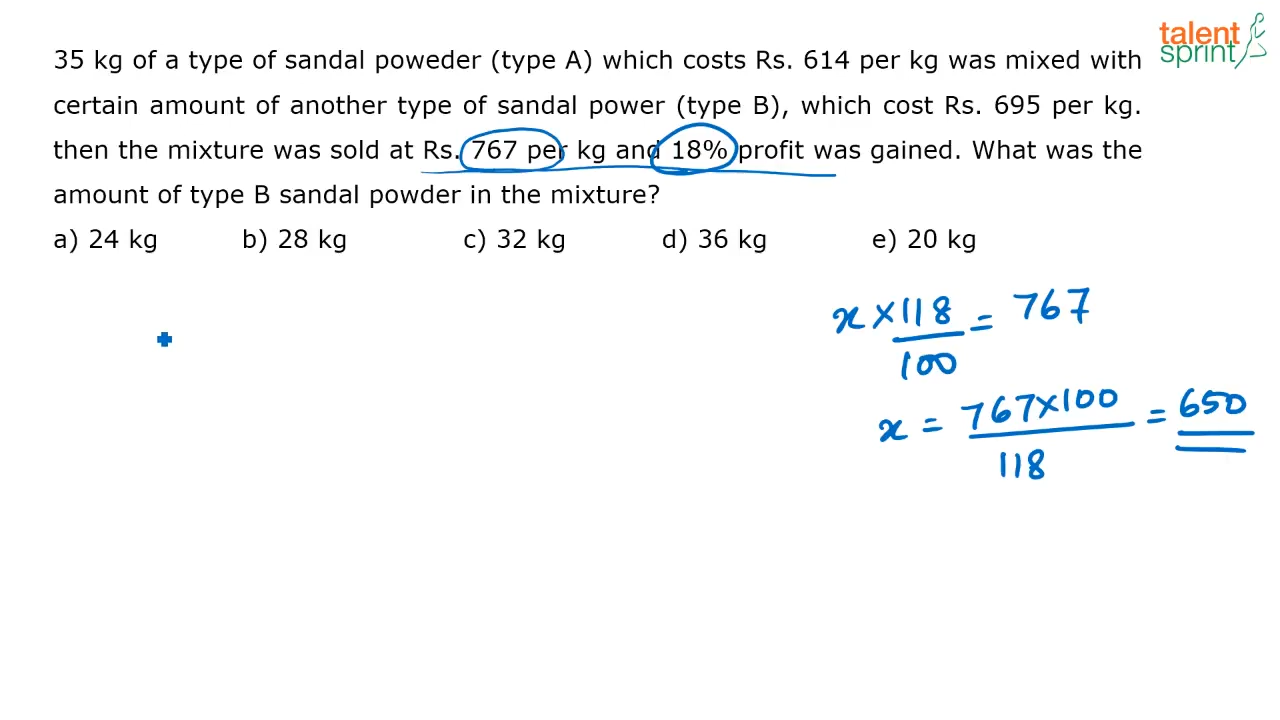 talent
sprint
35 kg of a type of sandal poweder (type A) which costs Rs. 614 per kg was mixed with
certain amount of another type of sandal power (type B), which cost Rs. 695 per kg.
then the mixture was sold at Rs. 767 per kg and 18% profit was gained. What was the
amount of type B sandal powder in the mixture?
a) 24 kg b) 28 kg c) 32 kg d) 36 kg e) 20 kg
x × 118/100 = 767
x = 767×100/118 = 650